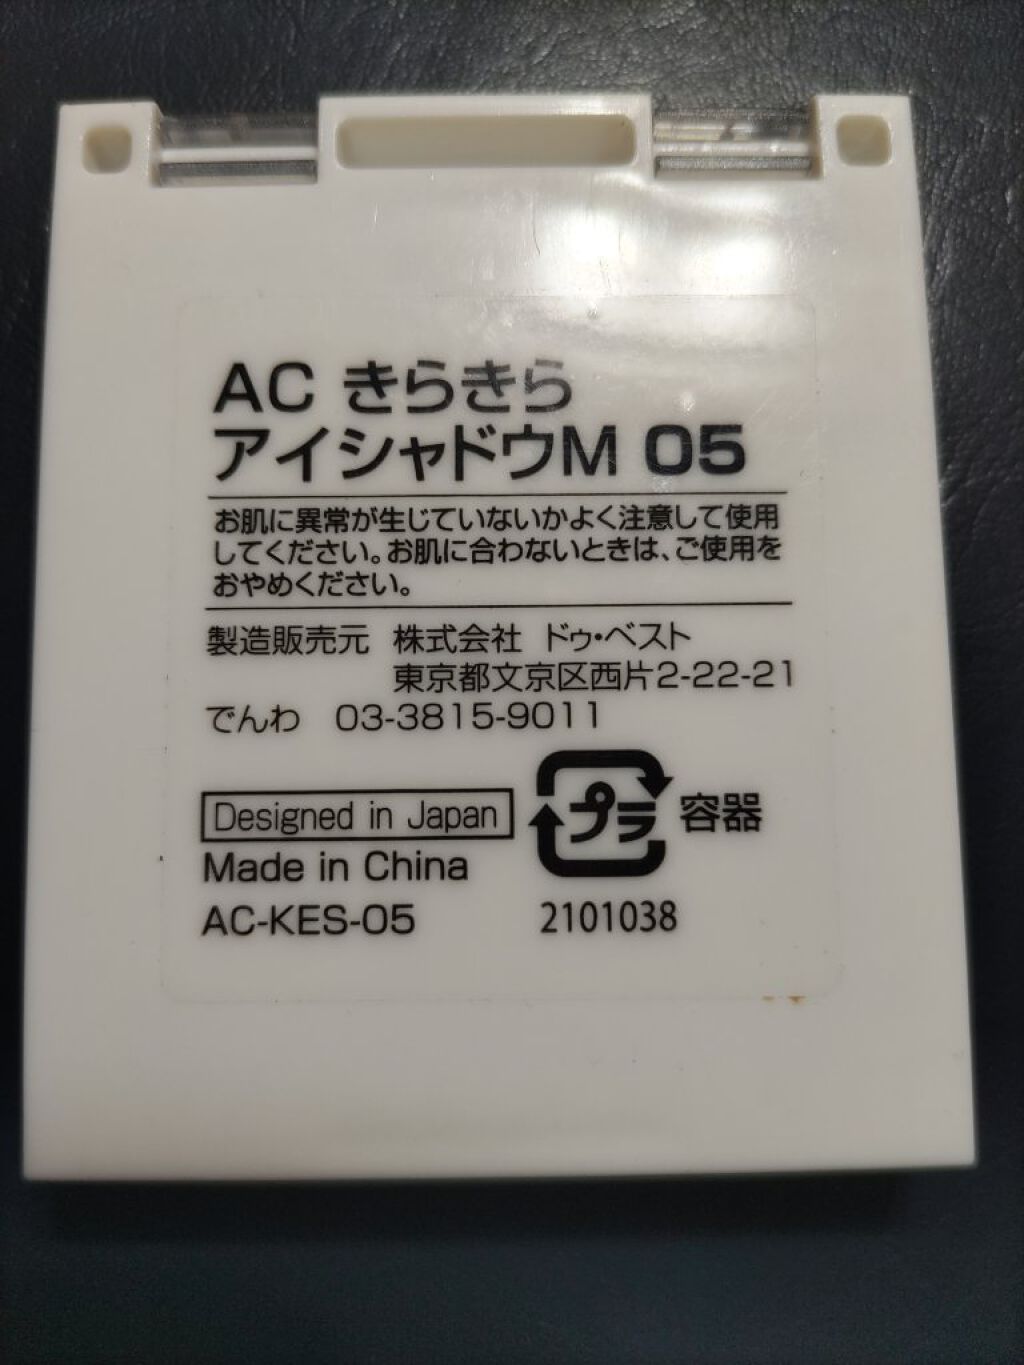 AC きらきら
アイシャドウM 05
お肌に異常が生じていないかよく注意して使用
してください。お肌に合わないときは、ご使用を
おやめください。
製造販売元 株式会社 ドゥ・ベスト
東京都文京区西片2-22-21
でんわ 03-3815-9011
プラ 容器
Designed in Japan
Made in China
AC-KES-05 2101038